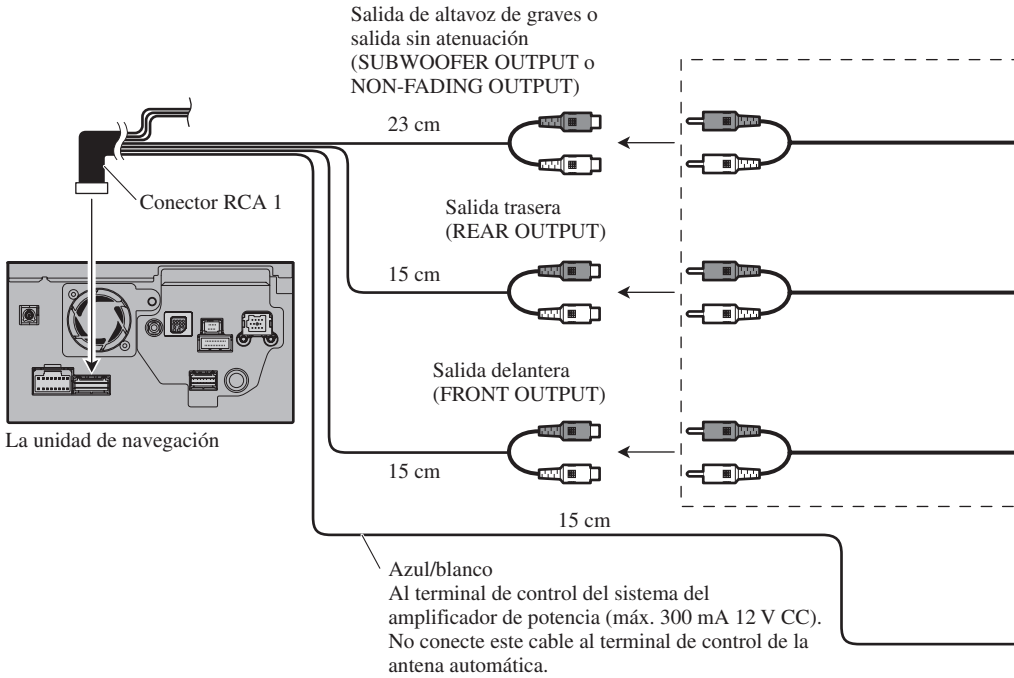 Salida de altavoz de graves o
salida sin atenuación
(SUBWOOFER OUTPUT o
NON-FADING OUTPUT)
23 cm
Conector RCA 1
Salida trasera
(REAR OUTPUT)
15 cm
Salida delantera
(FRONT OUTPUT)
La unidad de navegación
15 cm
15 cm
Azul/blanco
Al terminal de control del sistema del
amplificador de potencia (máx. 300 mA 12 V CC).
No conecte este cable al terminal de control de la
antena automática.